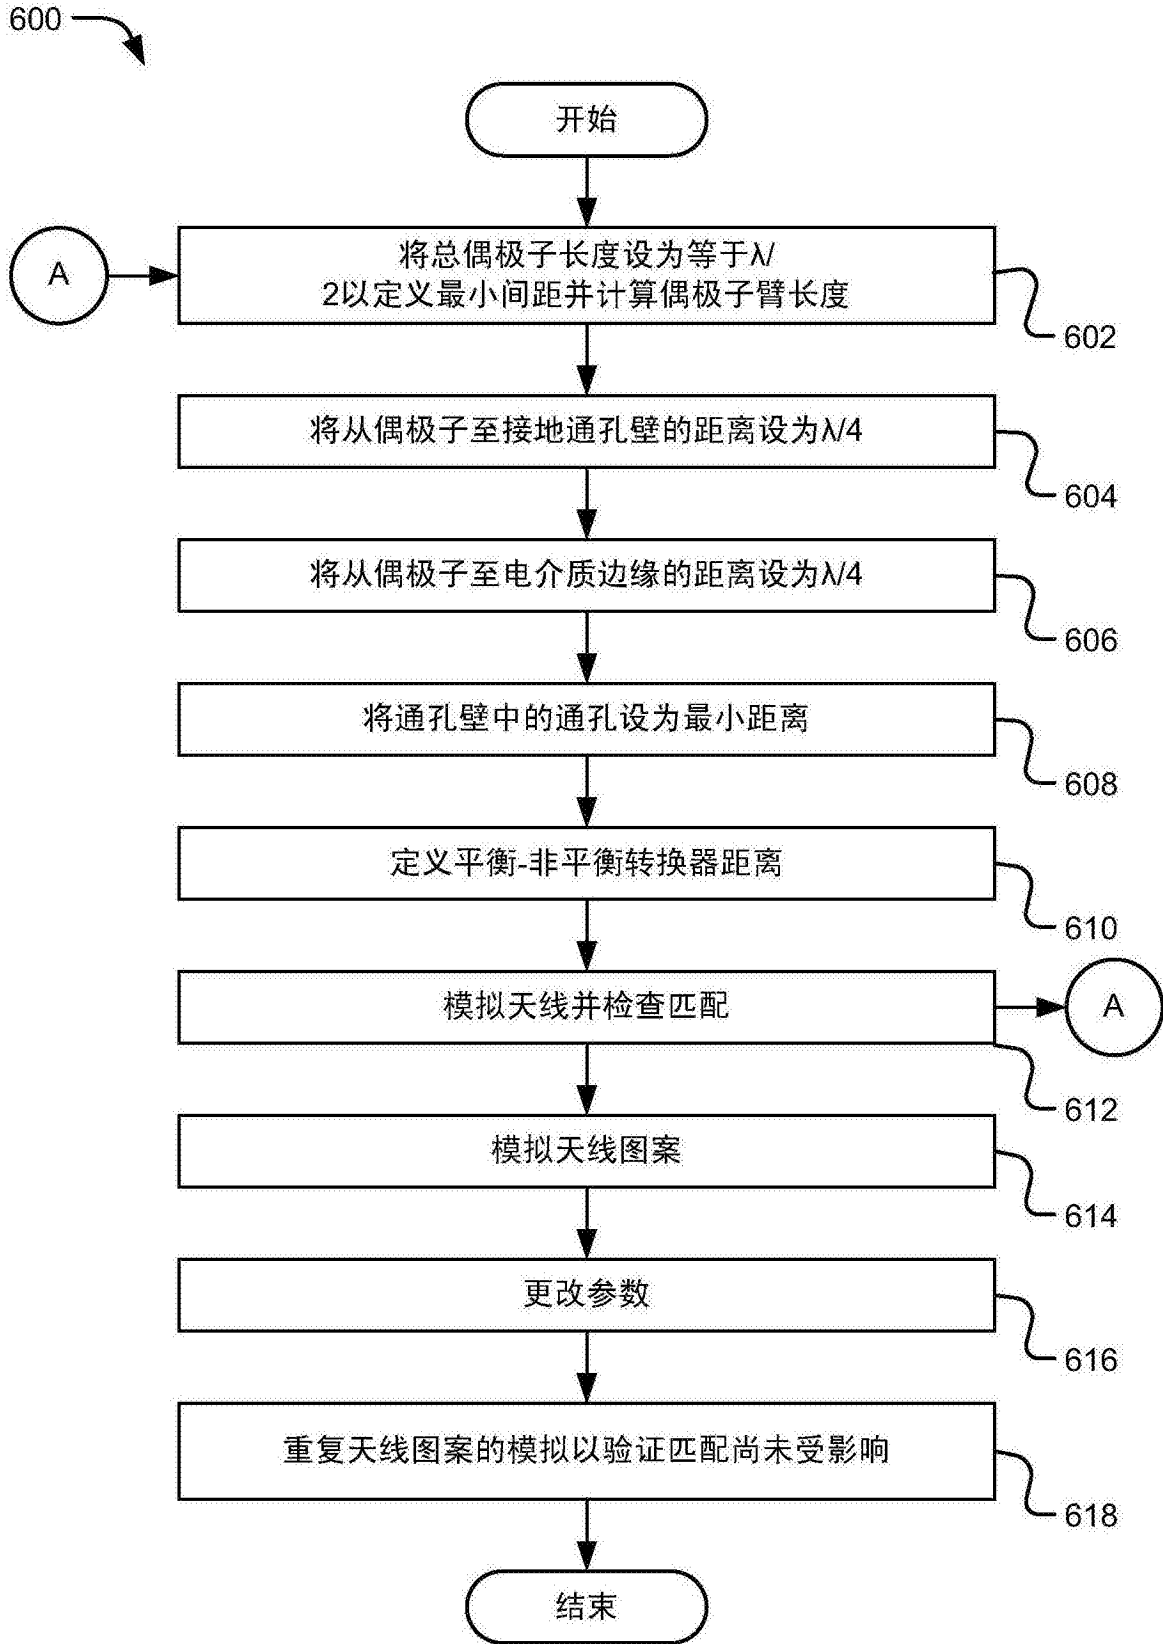 600
开始
A
将总偶极子长度设为等于λ/
2以定义最小间距并计算偶极子臂长度
602
将从偶极子至接地通孔壁的距离设为λ/4
604
将从偶极子至电介质边缘的距离设为λ/4
606
将通孔壁中的通孔设为最小距离
608
定义平衡-非平衡转换器距离
610
模拟天线并检查匹配
A
612
模拟天线图案
614
更改参数
616
重复天线图案的模拟以验证匹配尚未受影响
618
结束